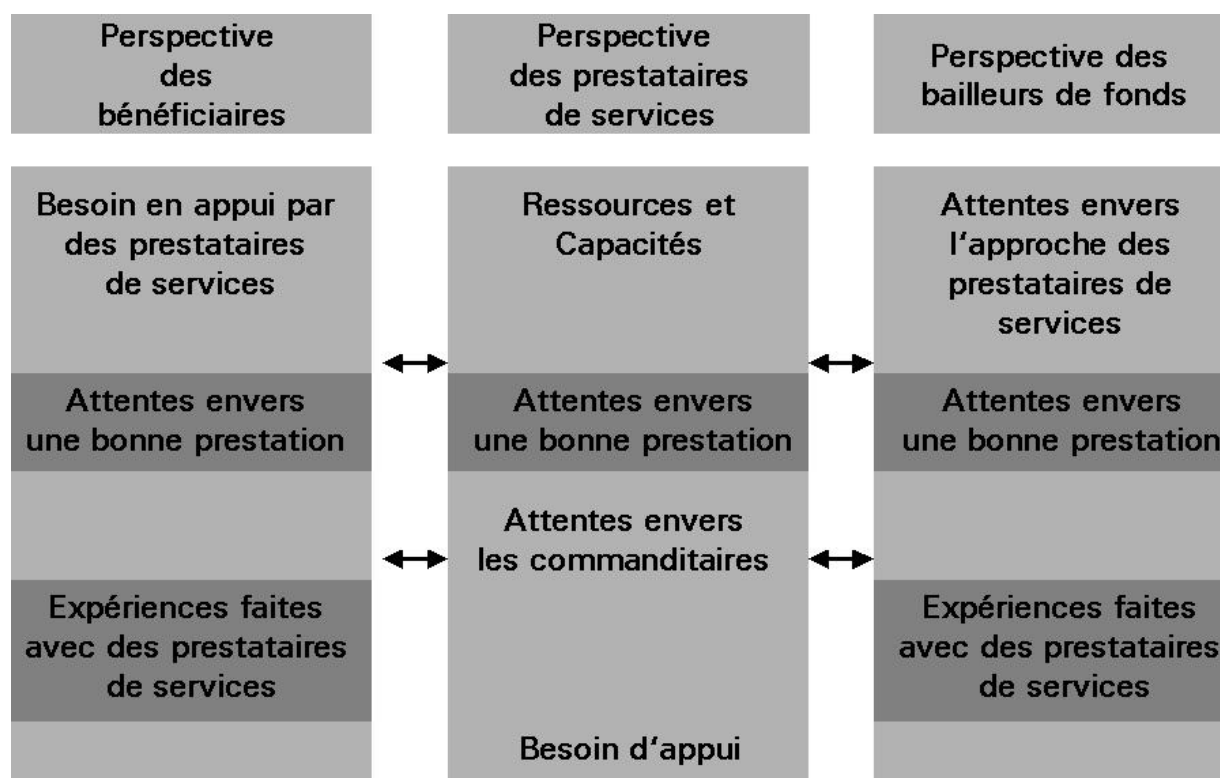 Perspective
des
bénéficiaires
Perspective
des prestataires
de services
Perspective des
bailleurs de fonds
Besoin en appui par
des prestataires
de services
Attentes envers
une bonne prestation
Expériences faites
avec des prestataires
de services
Ressources et
Capacités
Attentes envers
une bonne prestation
Attentes envers
les commanditaires
Besoin d‘appui
Attentes envers
l‘approche des
prestataires de
services
Attentes envers
une bonne prestation
Expériences faites
avec des prestataires
de services